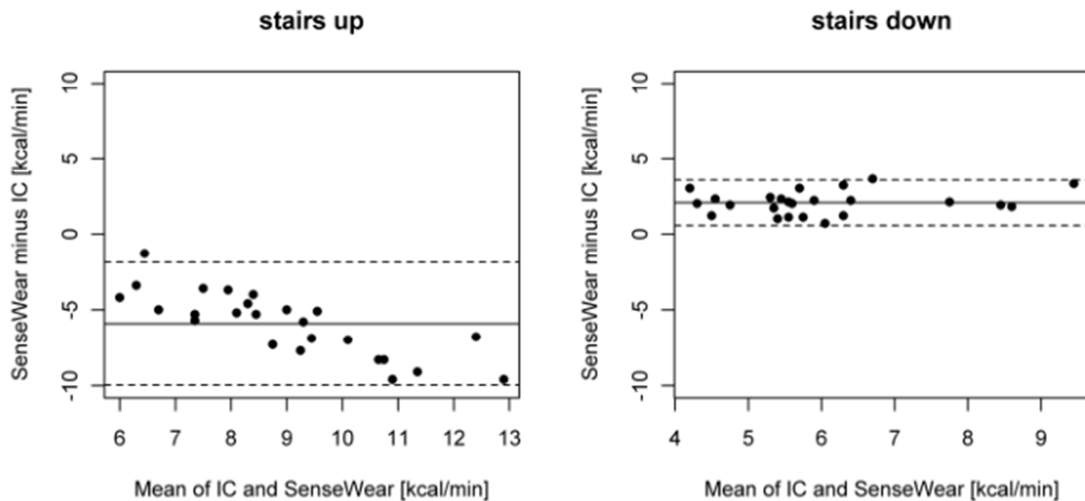 stairs up
SenseWear minus IC [kcal/min]
10
5
0
-5
-10
6 7 8 9 10 11 12 13
Mean of IC and SenseWear [kcal/min]
stairs down
SenseWear minus IC [kcal/min]
10
5
0
-5
-10
4 5 6 7 8 9
Mean of IC and SenseWear [kcal/min]